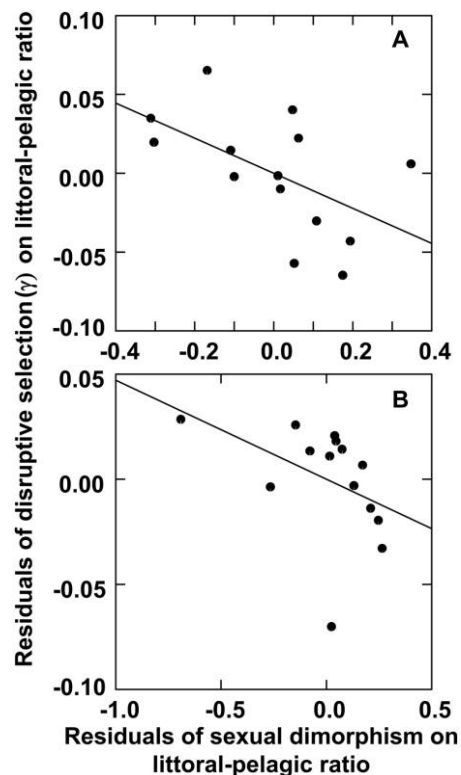 Residuals of disruptive selection (γ) on littoral-pelagic ratio
0.10
A
0.05
0.00
-0.05
-0.10
-0.4 -0.2 0.0 0.2 0.4
0.05
B
0.00
-0.05
-0.10
-1.0 -0.5 0.0 0.5
Residuals of sexual dimorphism on
littoral-pelagic ratio